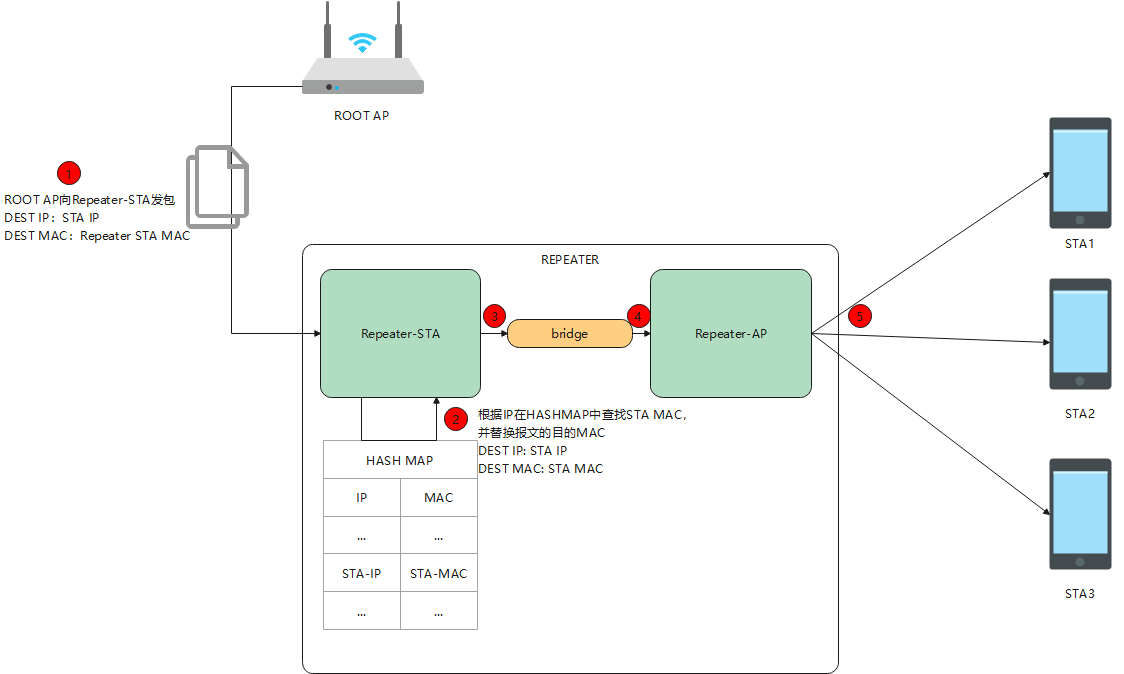 ROOT AP
1
ROOT AP向Repeater-STA发包
DEST IP：STA IP
DEST MAC：Repeater STA MAC
REPEATER
Repeater-STA
3
bridge
4
Repeater-AP
5
2
根据IP在HASHMAP中查找STA MAC，
并替换报文的目的MAC
DEST IP: STA IP
DEST MAC: STA MAC
HASH MAP
IP MAC
... ...
STA-IP STA-MAC
... ...
STA1
STA2
STA3